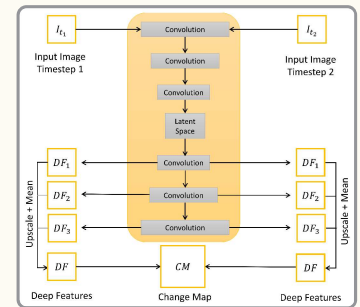 I_{t_1}
Convolution
I_{t_2}
Input Image
Timestep 1
Convolution
Input Image
Timestep 2
Convolution
Latent
Space
DF_1
Convolution
DF_1
DF_2
Convolution
DF_2
DF_3
Convolution
DF_3
Upscale + Mean
Upscale + Mean
DF
CM
DF
Deep Features
Change Map
Deep Features